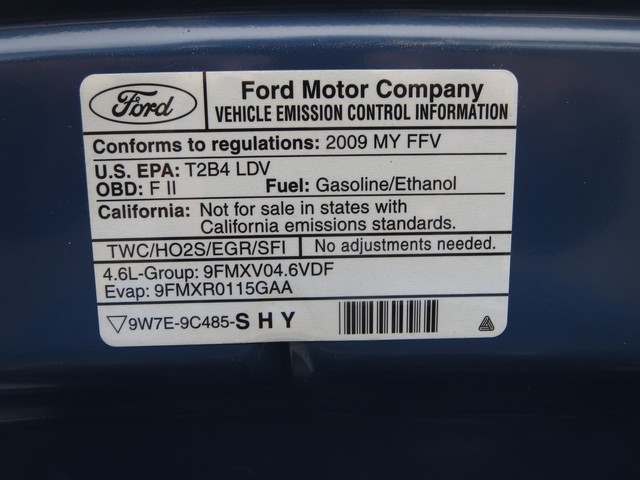 Ford
Ford Motor Company
VEHICLE EMISSION CONTROL INFORMATION
Conforms to regulations: 2009 MY FFV
U.S. EPA: T2B4 LDV
OBD: F II Fuel: Gasoline/Ethanol
California: Not for sale in states with
California emissions standards.
TWC/HO2S/EGR/SFI No adjustments needed.
4.6L-Group: 9FMXV04.6VDF
Evap: 9FMXR0115GAA
9W7E-9C485-S H Y